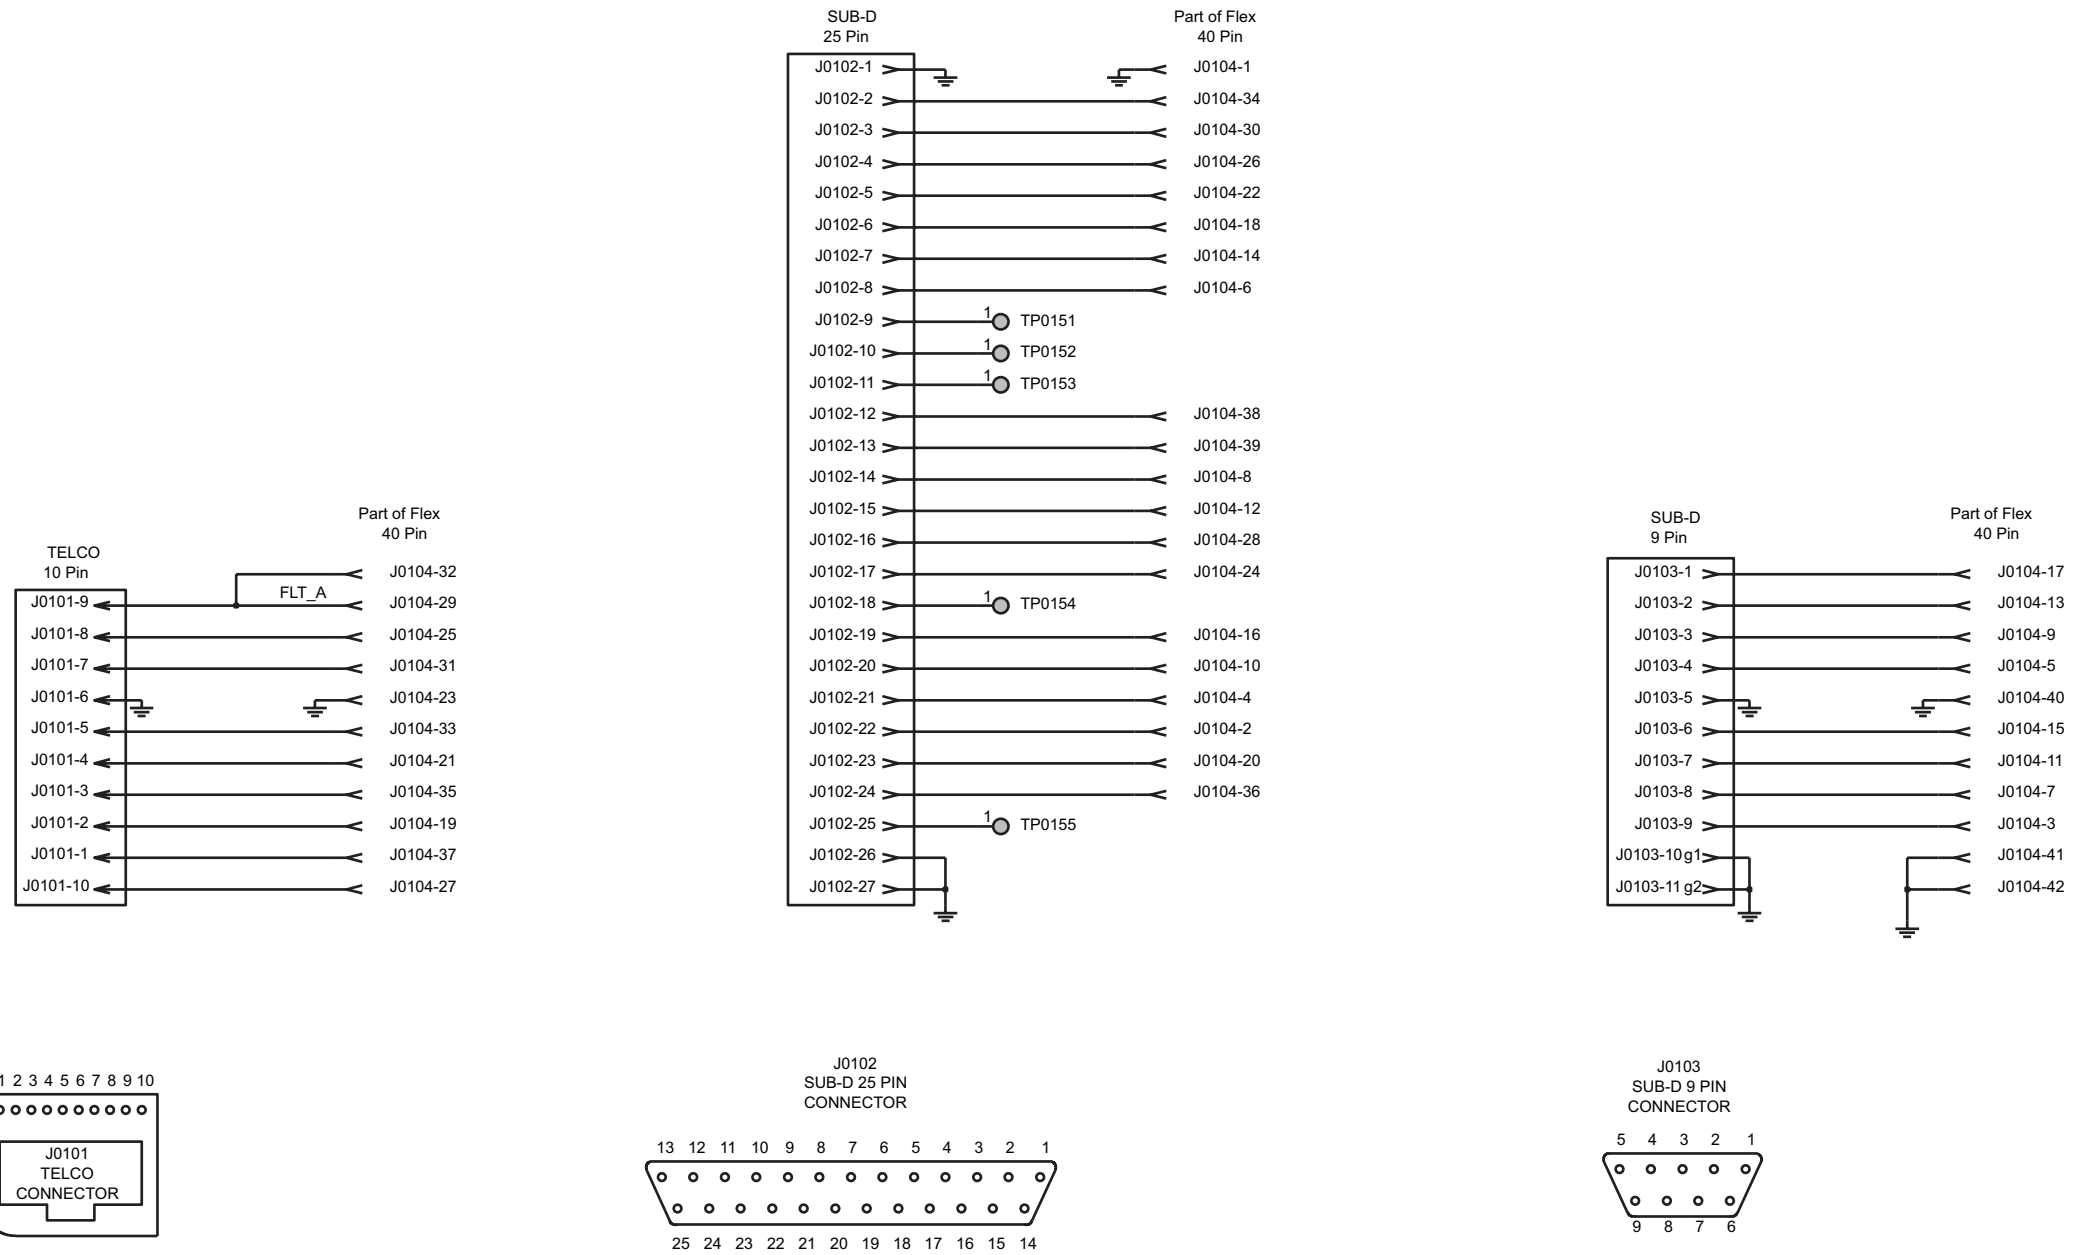 SUB-D
25 Pin
Part of Flex
40 Pin
J0102-1
J0104-1
J0102-2
J0104-34
J0102-3
J0104-30
J0102-4
J0104-26
J0102-5
J0104-22
J0102-6
J0104-18
J0102-7
J0104-14
J0102-8
J0104-6
J0102-9
1
TP0151
J0102-10
1
TP0152
J0102-11
1
TP0153
J0102-12
J0104-38
J0102-13
J0104-39
J0102-14
J0104-8
J0102-15
J0104-12
J0102-16
J0104-28
J0102-17
J0104-24
J0102-18
1
TP0154
J0102-19
J0104-16
J0102-20
J0104-10
J0102-21
J0104-4
J0102-22
J0104-2
J0102-23
J0104-20
J0102-24
J0104-36
J0102-25
1
TP0155
J0102-26
J0102-27
TELCO
10 Pin
Part of Flex
40 Pin
J0104-32
J0101-9
FLT_A
J0104-29
J0101-8
J0104-25
J0101-7
J0104-31
J0101-6
J0104-23
J0101-5
J0104-33
J0101-4
J0104-21
J0101-3
J0104-35
J0101-2
J0104-19
J0101-1
J0104-37
J0101-10
J0104-27
SUB-D
9 Pin
Part of Flex
40 Pin
J0103-1
J0104-17
J0103-2
J0104-13
J0103-3
J0104-9
J0103-4
J0104-5
J0103-5
J0104-40
J0103-6
J0104-15
J0103-7
J0104-11
J0103-8
J0104-7
J0103-9
J0104-3
J0103-10 g1
J0104-41
J0103-11 g2
J0104-42
1 2 3 4 5 6 7 8 9 10
J0101
TELCO
CONNECTOR
J0102
SUB-D 25 PIN
CONNECTOR
13 12 11 10 9 8 7 6 5 4 3 2 1
25 24 23 22 21 20 19 18 17 16 15 14
J0103
SUB-D 9 PIN
CONNECTOR
5 4 3 2 1
9 8 7 6